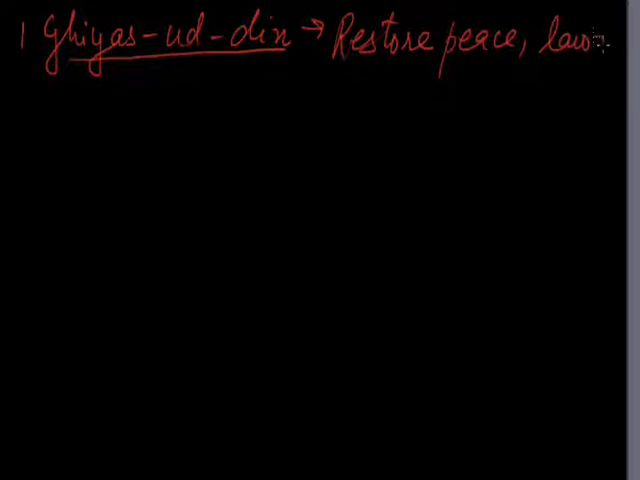 1 Ghiyas-ud-din → Restore peace, law